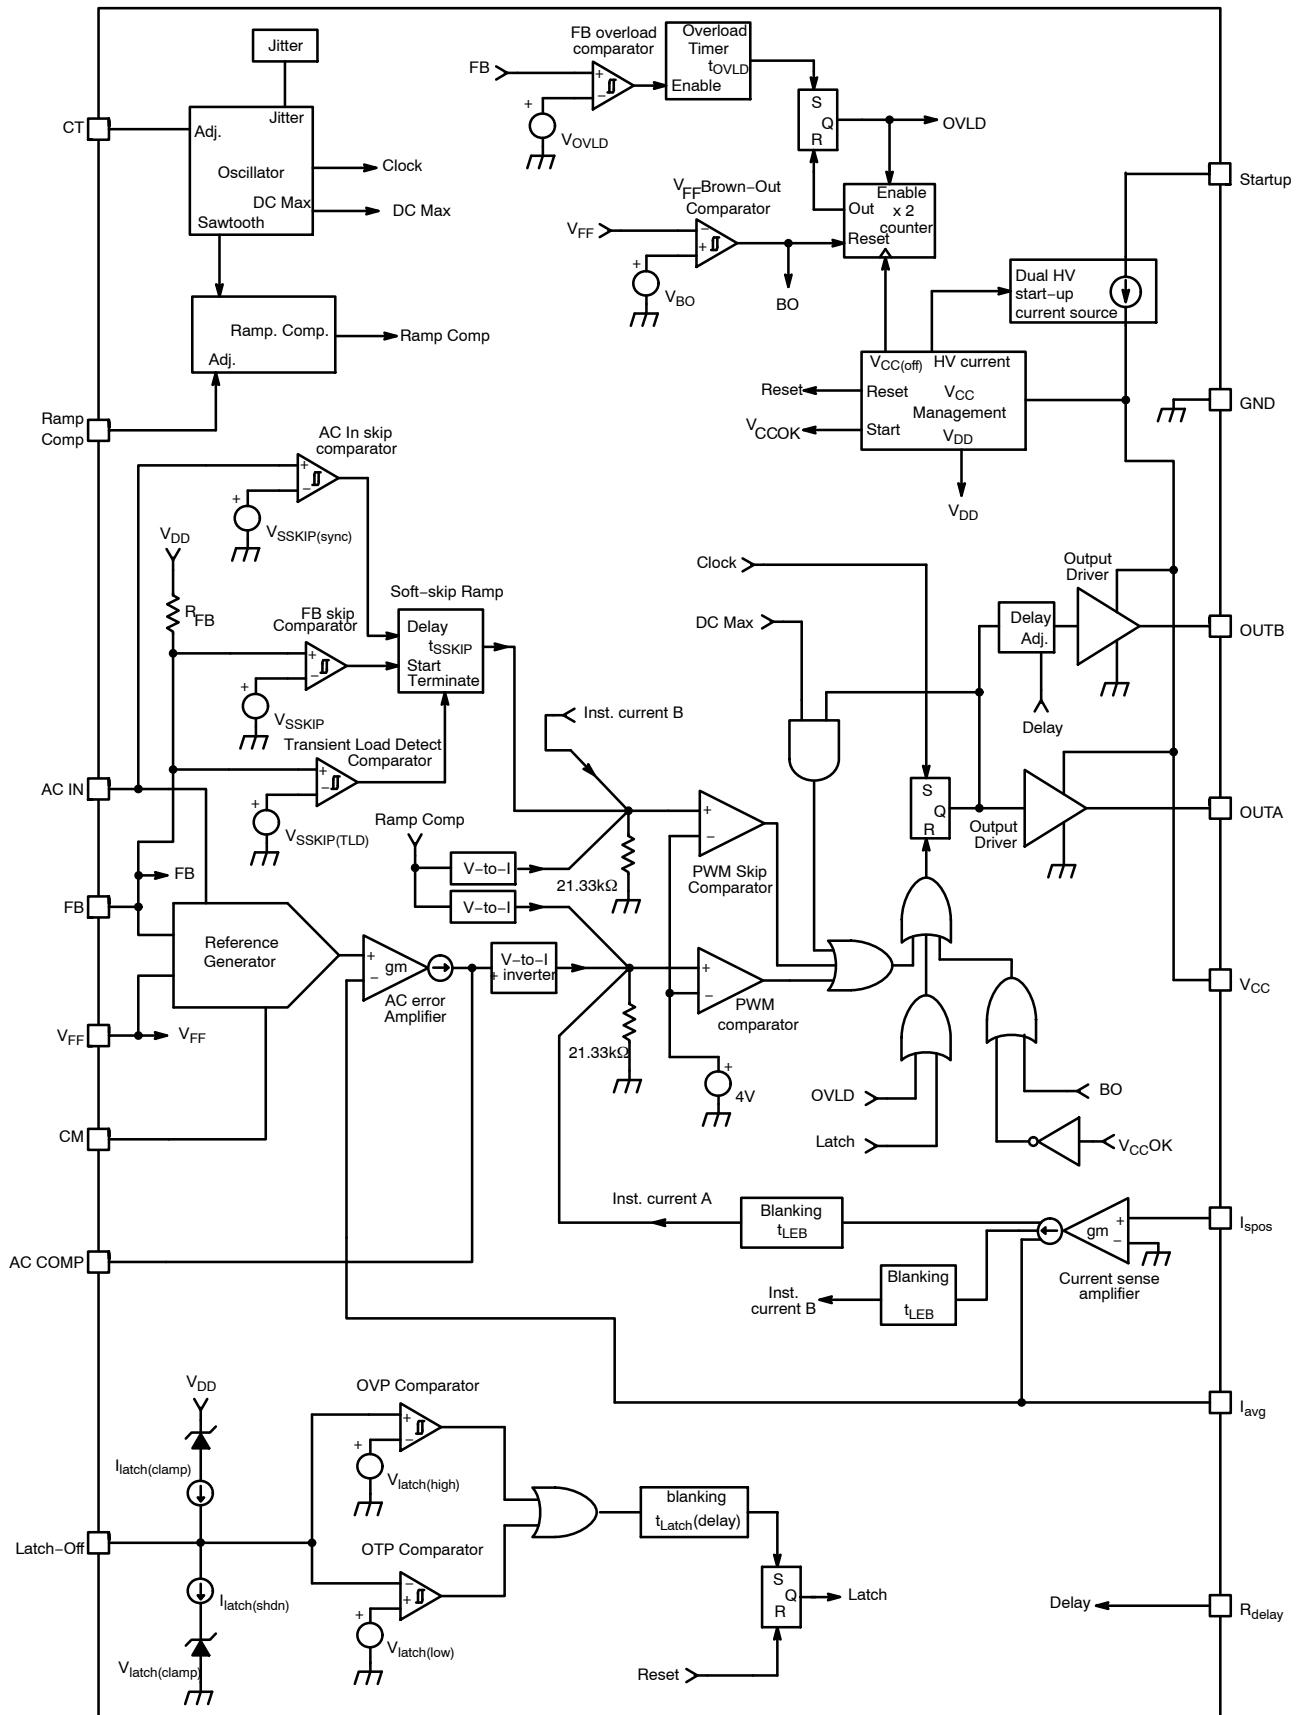 Jitter
CT
Adj.
Jitter
Oscillator
DC Max
Sawtooth
Clock
DC Max
Ramp. Comp.
Adj.
Ramp Comp
Ramp
Comp
FB overload
comparator
FB
+
−
+
VOVLD
Overload
Timer
tOVLD
Enable
S
Q
R
OVLD
VFF Brown−Out
Comparator
VFF
−
+
+
VBO
BO
Enable
x 2
counter
Out
Reset
Startup
Dual HV
start−up
current source
VCC(off)
HV current
Reset
VCC
Management
Start
VDD
Reset
VCCOK
VDD
GND
AC In skip
comparator
+
−
+
VSSKIP(sync)
VDD
RFB
FB skip
Comparator
+
−
+
VSSKIP
Soft−skip Ramp
Delay
tSSKIP
Start
Terminate
Transient Load Detect
Comparator
+
−
+
VSSKIP(TLD)
Inst. current B
Clock
DC Max
Output
Driver
Delay
Adj.
Delay
OUTB
AC IN
Ramp Comp
V−to−I
V−to−I
21.33kΩ
+
−
PWM Skip
Comparator
S
Q
R
Output
Driver
OUTA
FB
FB
Reference
Generator
+
−
gm
AC error
Amplifier
V−to−I
+ inverter
21.33kΩ
+
−
PWM
comparator
+
4V
VCC
VFF
VFF
OVLD
Latch
BO
VCCOK
CM
Inst. current A
Blanking
tLEB
gm
+
−
Current sense
amplifier
Ispos
AC COMP
Inst.
current B
Blanking
tLEB
Iavg
VDD
Ilatch(clamp)
Latch−Off
Ilatch(shdn)
Vlatch(clamp)
OVP Comparator
+
−
+
Vlatch(high)
OTP Comparator
−
+
+
Vlatch(low)
blanking
tLatch(delay)
S
Q
R
Latch
Reset
Delay
Rdelay